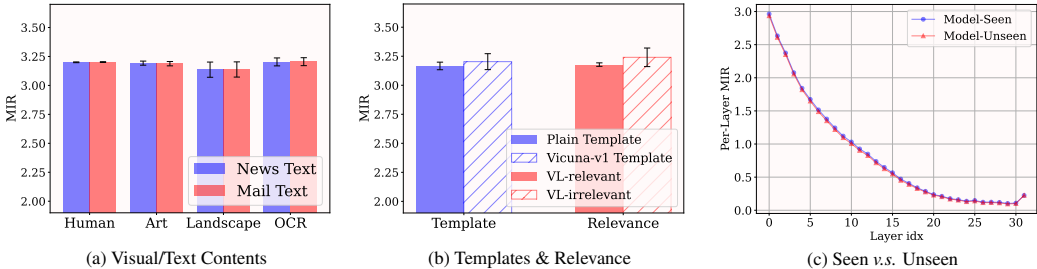 MIR
3.50
3.25
3.00
2.75
2.50
2.25
2.00
News Text
Mail Text
Human Art Landscape OCR
(a) Visual/Text Contents
MIR
3.50
3.25
3.00
2.75
2.50
2.25
2.00
Plain Template
Vicuna-v1 Template
VL-relevant
VL-irrelevant
Template Relevance
(b) Templates & Relevance
Per-Layer MIR
3.0
2.5
2.0
1.5
1.0
0.5
0.0
Model-Seen
Model-Unseen
0 5 10 15 20 25 30
Layer idx
(c) Seen v.s. Unseen